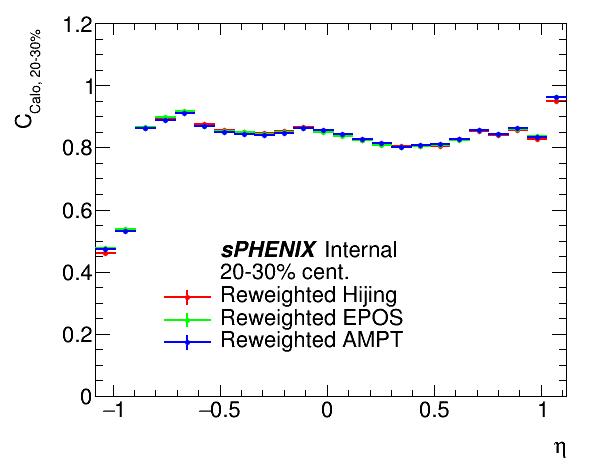 C_Calo, 20-30%
1.2
1
0.8
0.6
0.4
0.2
0
sPHENIX Internal
20-30% cent.
Reweighted Hijing
Reweighted EPOS
Reweighted AMPT
−1 −0.5 0 0.5 1
η